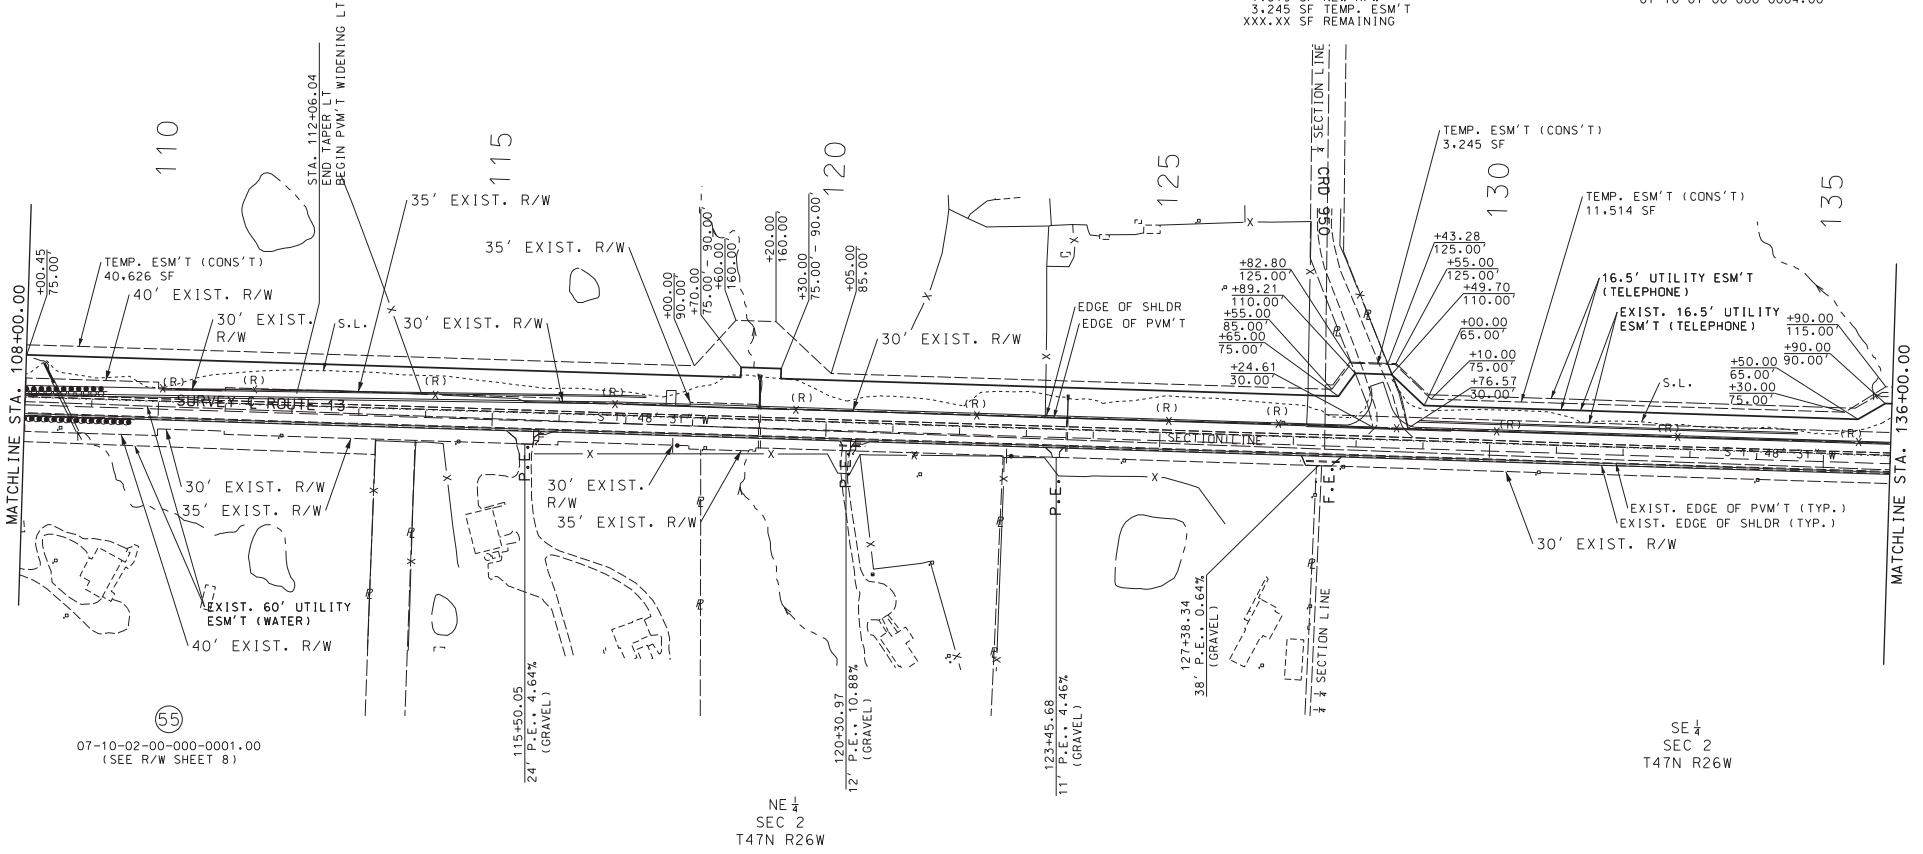 3,245 SF TEMP. ESM'T
XXX.XX SF REMAINING
MATCHLINE STA. 108+00.00
110
115
120
125
130
135
STA. 112+06.04
END TAPER LT
BEGIN PVM'T WIDENING LT
+00.45
75.00'
TEMP. ESM'T (CONS'T)
40,626 SF
40' EXIST. R/W
30' EXIST.
R/W
S.L.
35' EXIST. R/W
30' EXIST. R/W
35' EXIST. R/W
+00.00
90.00'
+70.00
75.00'- 90.00'
+60.00
160.00'
+20.00
160.00'
+30.00
75.00'- 90.00'
+05.00
85.00'
30' EXIST. R/W
EDGE OF SHLDR
EDGE OF PVM'T
¼ SECTION LINE
CRD 950
TEMP. ESM'T (CONS'T)
3,245 SF
+82.80
125.00'
+89.21
110.00'
+55.00
85.00'
+65.00
75.00'
+24.61
30.00'
+43.28
125.00'
+55.00
125.00'
+49.70
110.00'
+00.00
65.00'
+10.00
75.00'
+76.57
30.00'
TEMP. ESM'T (CONS'T)
11,514 SF
16.5' UTILITY ESM'T
(TELEPHONE)
EXIST. 16.5' UTILITY
ESM'T (TELEPHONE)
S.L.
+90.00
115.00'
+90.00
90.00'
+50.00
65.00'
+30.00
75.00'
MATCHLINE STA. 136+00.00
(R) (R) (R) (R) (R) (R) (R) (R) (R) (R) (R)
SURVEY ℄ ROUTE 13
S 1°48'31" W
SECTION LINE
S 1°48'31" W
P.E.
P.E.
P.E.
F.E.
30' EXIST. R/W
35' EXIST. R/W
30' EXIST.
R/W
35' EXIST. R/W
EXIST. EDGE OF PVM'T (TYP.)
EXIST. EDGE OF SHLDR (TYP.)
30' EXIST. R/W
EXIST. 60' UTILITY
ESM'T (WATER)
40' EXIST. R/W
115+50.05
24' P.E., 4.64%
(GRAVEL)
120+30.97
12' P.E., 10.88%
(GRAVEL)
123+45.68
11' P.E., 4.46%
(GRAVEL)
127+38.34
38' P.E., 0.64%
(GRAVEL)
¼ SECTION LINE
55
07-10-02-00-000-0001.00
(SEE R/W SHEET 8)
NE ¼
SEC 2
T47N R26W
SE ¼
SEC 2
T47N R26W